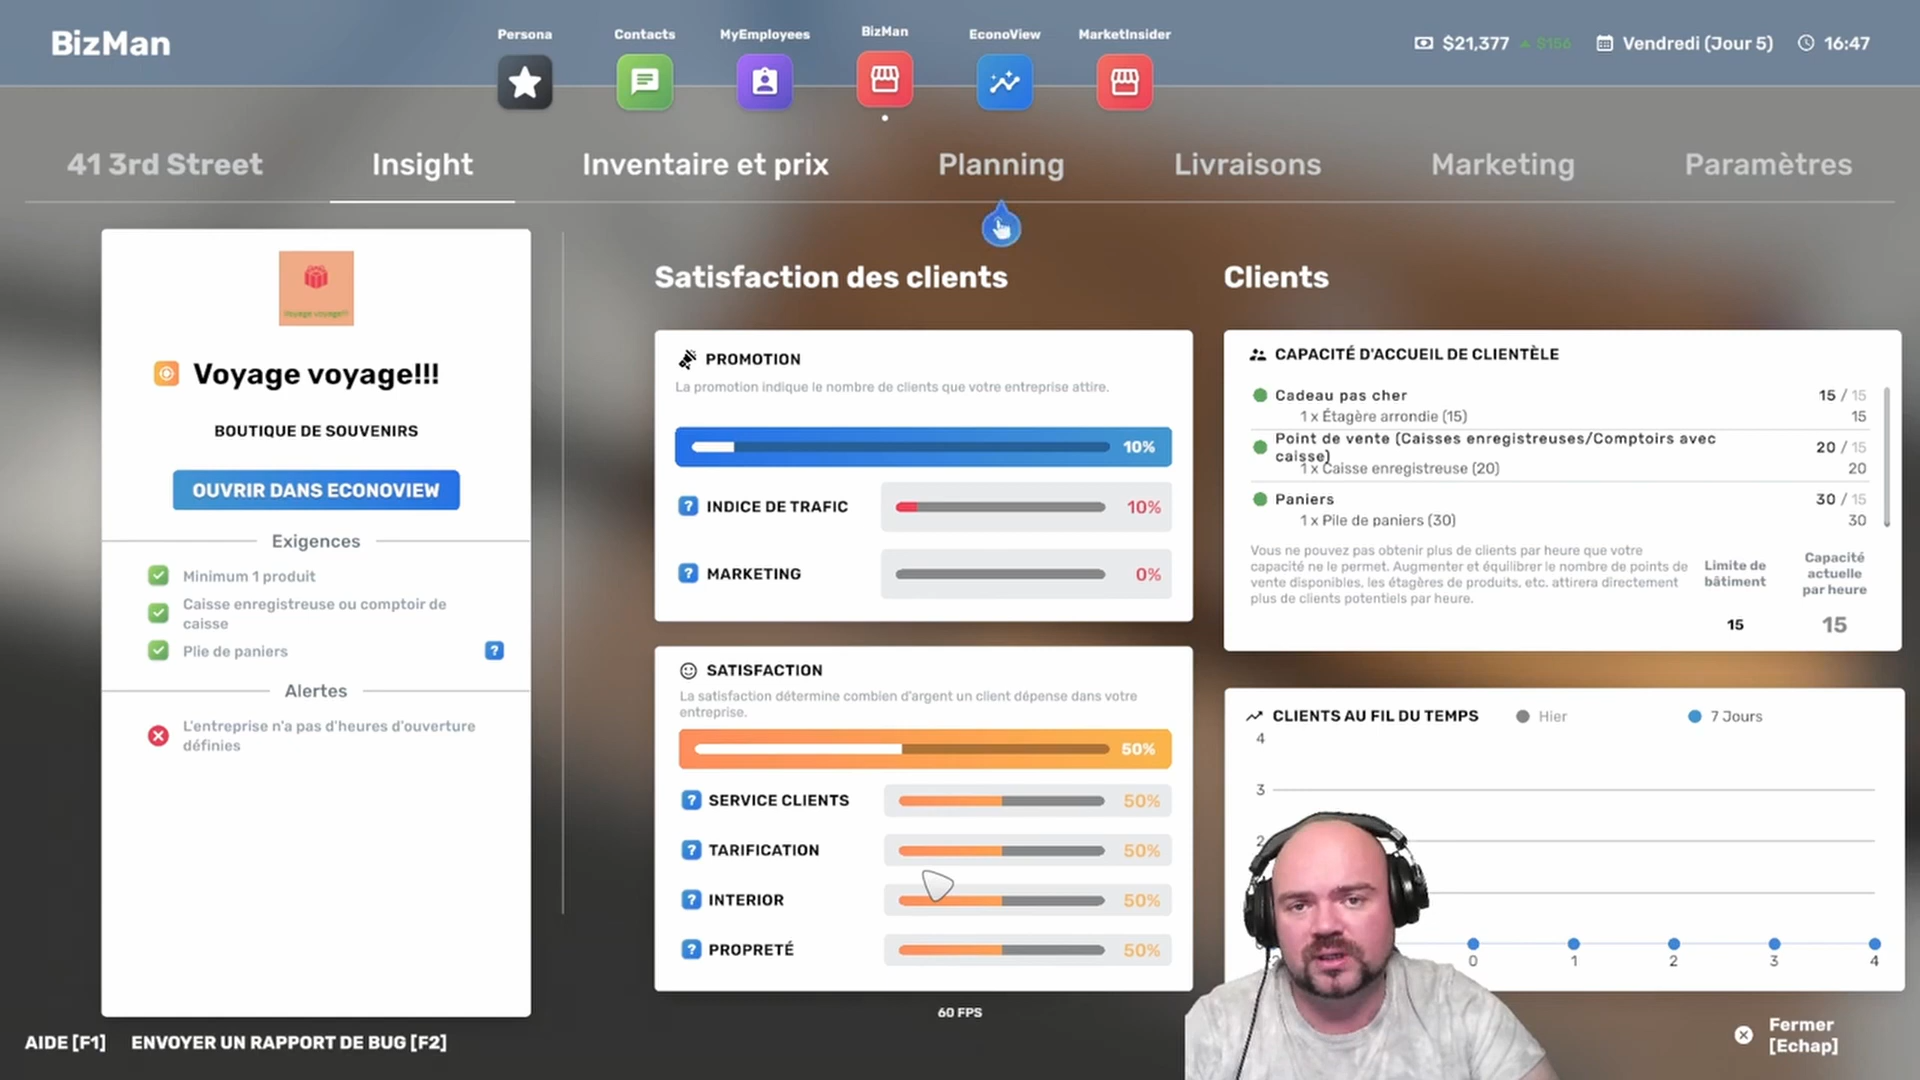 BizMan
Persona
Contacts
MyEmployees
BizMan
EconoView
MarketInsider
$21,377
$156
Vendredi (Jour 5)
16:47
41 3rd Street
Insight
Inventaire et prix
Planning
Livraisons
Marketing
Paramètres
Voyage voyage!!!
Voyage voyage!!!
BOUTIQUE DE SOUVENIRS
OUVRIR DANS ECONOVIEW
Exigences
Minimum 1 produit
Caisse enregistreuse ou comptoir de
caisse
Plie de paniers
?
Alertes
L'entreprise n'a pas d'heures d'ouverture
définies
Satisfaction des clients
PROMOTION
La promotion indique le nombre de clients que votre entreprise attire.
10%
? INDICE DE TRAFIC 10%
? MARKETING 0%
SATISFACTION
La satisfaction détermine combien d'argent un client dépense dans votre
entreprise.
50%
? SERVICE CLIENTS 50%
? TARIFICATION 50%
? INTERIOR 50%
? PROPRETÉ 50%
Clients
CAPACITÉ D'ACCUEIL DE CLIENTÈLE
Cadeau pas cher 15 / 15
1 x Étagère arrondie (15) 15
Point de vente (Caisses enregistreuses/Comptoirs avec
caisse) 20 / 15
1 x Caisse enregistreuse (20) 20
Paniers 30 / 15
1 x Pile de paniers (30) 30
Vous ne pouvez pas obtenir plus de clients par heure que votre
capacité ne le permet. Augmenter et équilibrer le nombre de points de
vente disponibles, les étagères de produits, etc. attirera directement
plus de clients potentiels par heure.
Limite de
bâtiment
15
Capacité
actuelle
par heure
15
CLIENTS AU FIL DU TEMPS
Hier
7 Jours
4
3
2
0 1 2 3 4
60 FPS
AIDE [F1]
ENVOYER UN RAPPORT DE BUG [F2]
Fermer
[Echap]